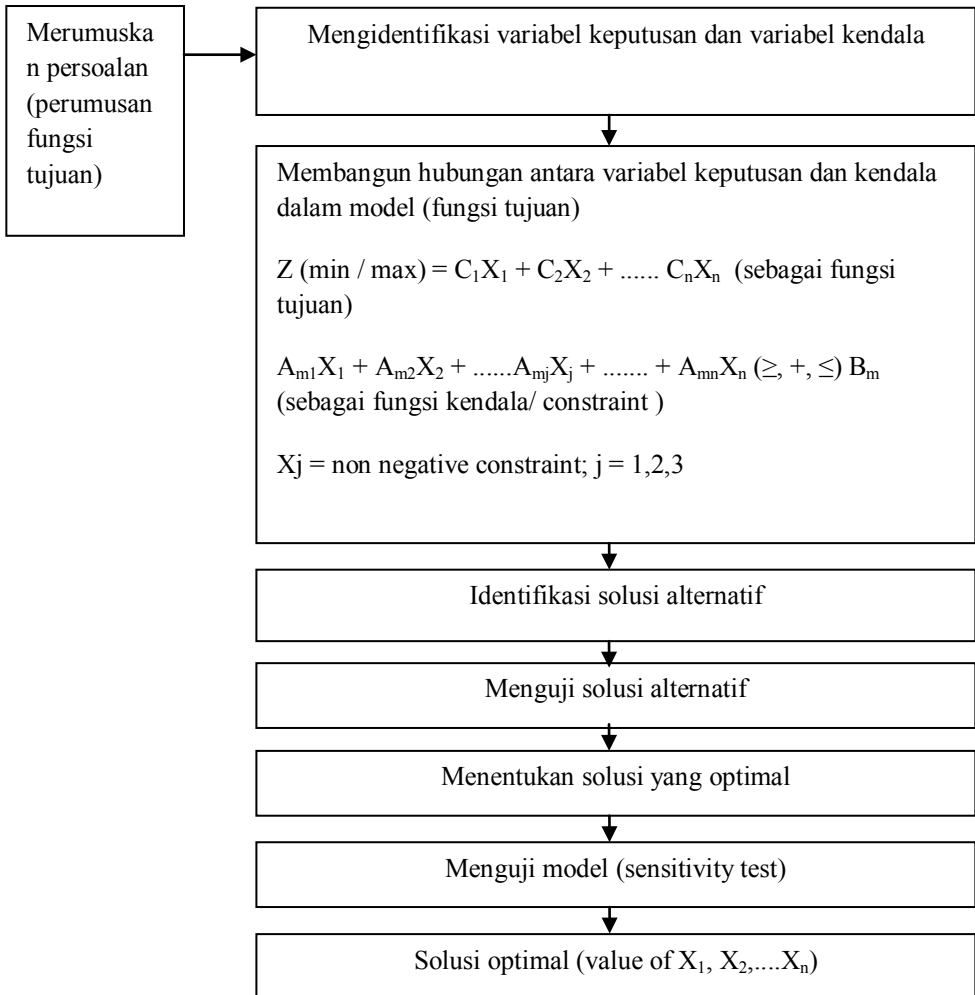 Merumuska
n persoalan
(perumusan
fungsi
tujuan)
Mengidentifikasi variabel keputusan dan variabel kendala
Membangun hubungan antara variabel keputusan dan kendala
dalam model (fungsi tujuan)
Z (min / max) = C₁X₁ + C₂X₂ + ...... CₙXₙ (sebagai fungsi
tujuan)
Aₘ₁X₁ + Aₘ₂X₂ + ......AₘⱼXⱼ + ....... + AₘₙXₙ (≥, +, ≤) Bₘ
(sebagai fungsi kendala/ constraint )
Xj = non negative constraint; j = 1,2,3
Identifikasi solusi alternatif
Menguji solusi alternatif
Menentukan solusi yang optimal
Menguji model (sensitivity test)
Solusi optimal (value of X₁, X₂,....Xₙ)